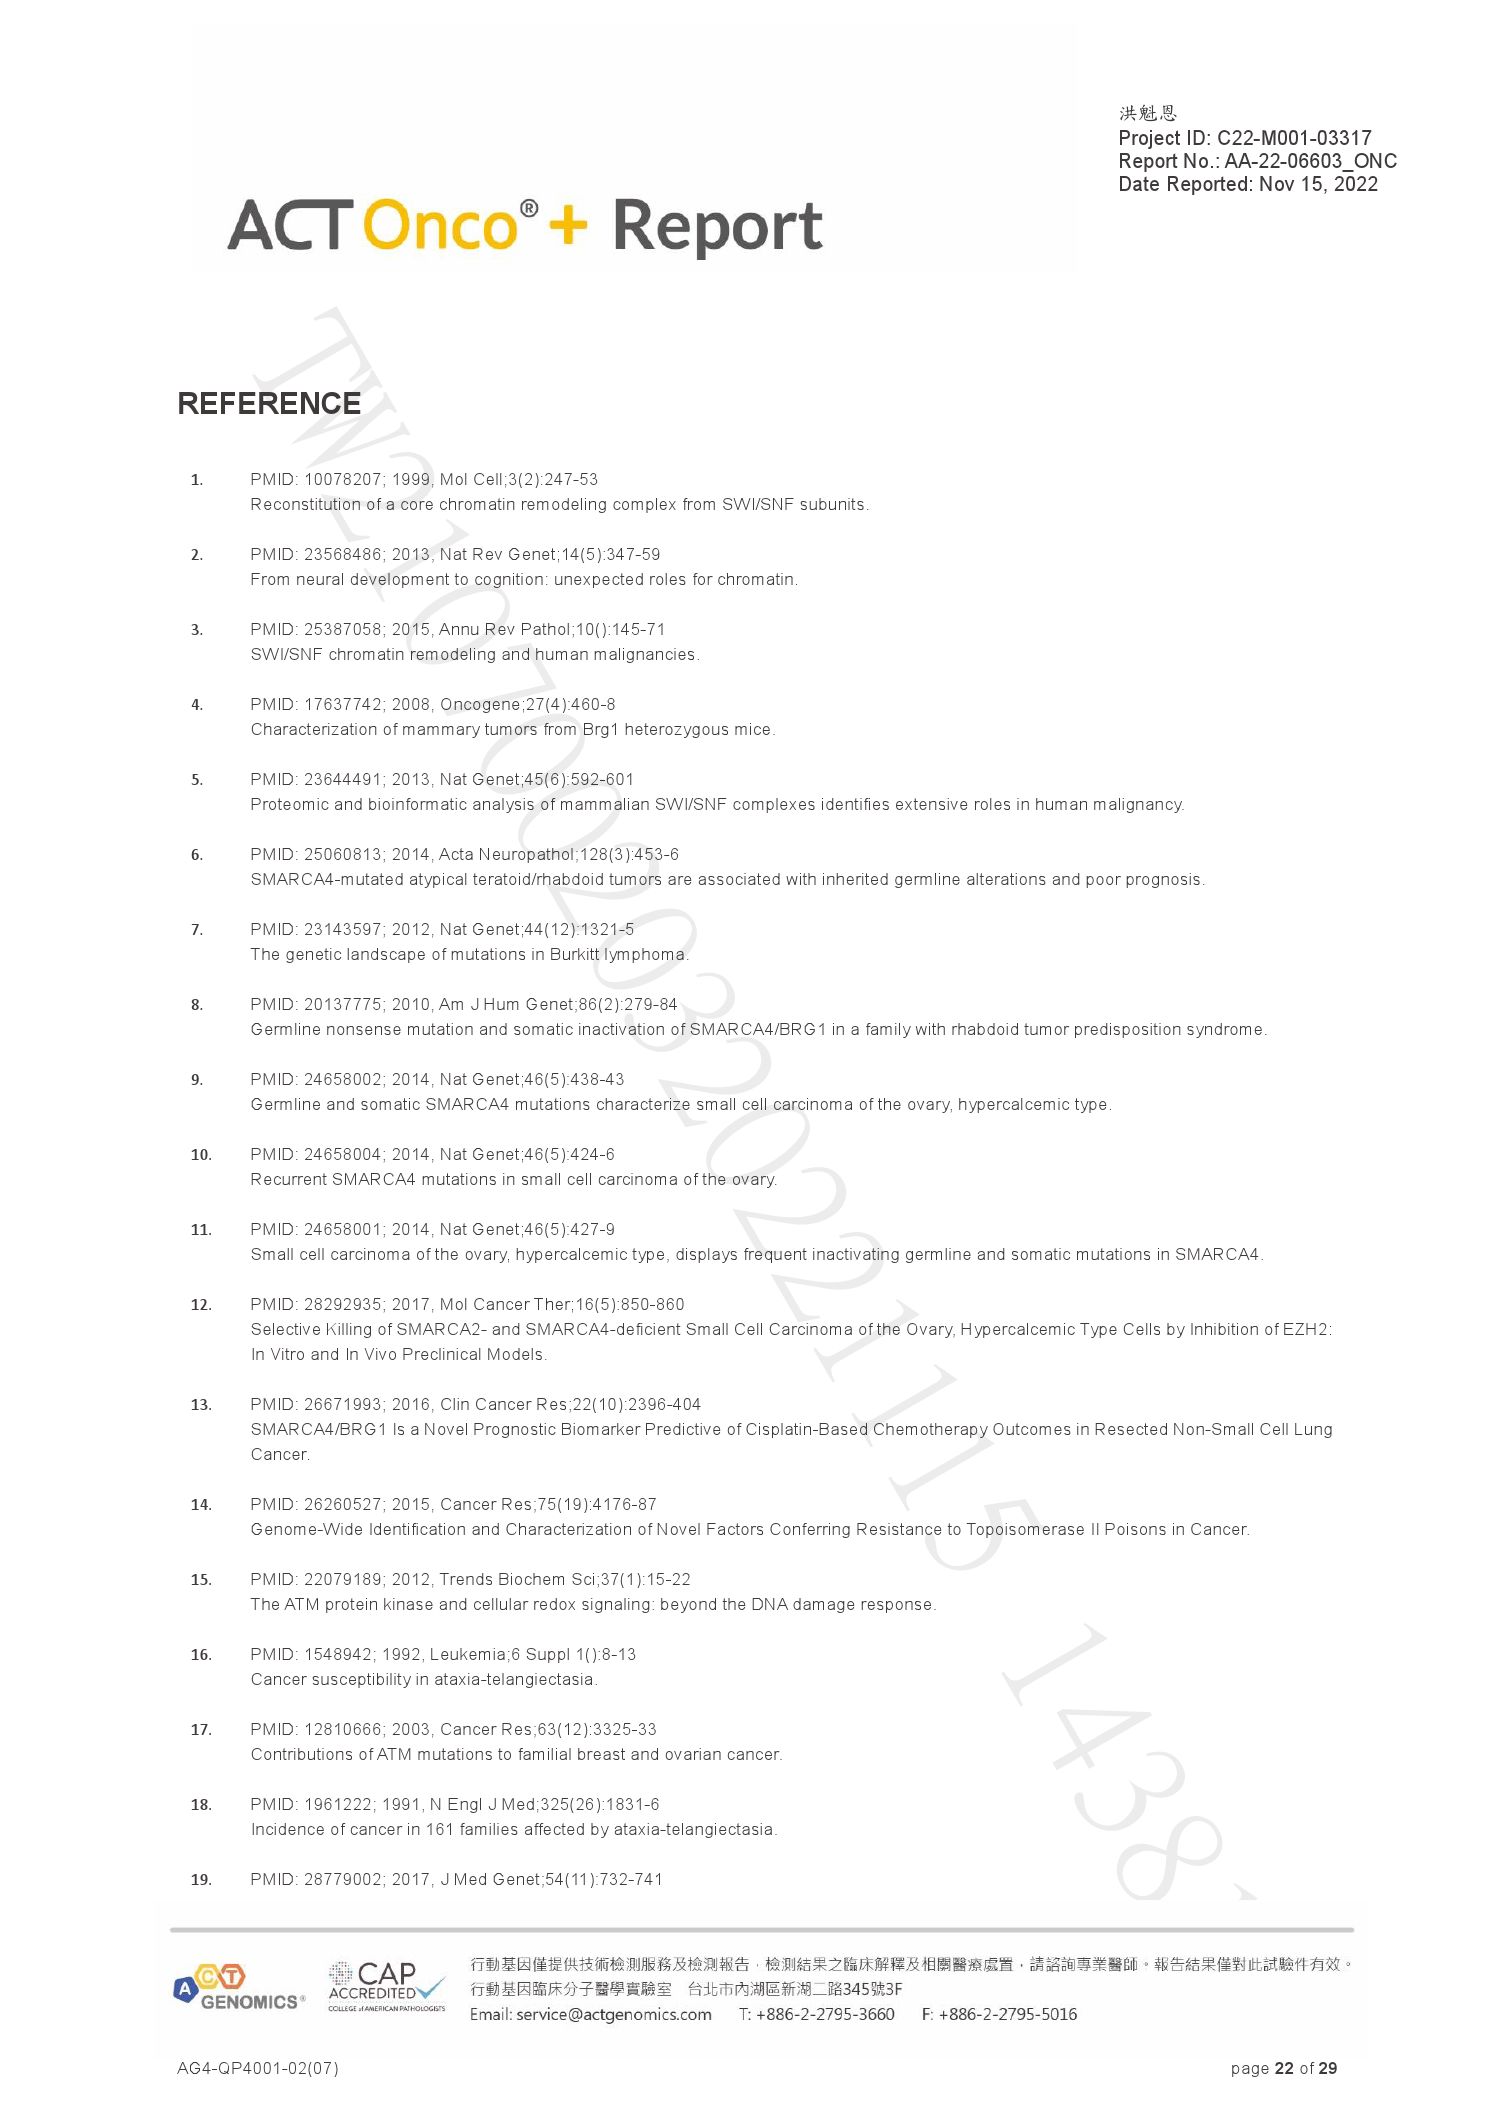 洪魁恩
Project ID: C22-M001-03317
Report No.: AA-22-06603_ONC
Date Reported: Nov 15, 2022
ACT Onco®+ Report
REFERENCE
1. PMID: 10078207; 1999, Mol Cell;3(2):247-53
Reconstitution of a core chromatin remodeling complex from SWI/SNF subunits.
2. PMID: 23568486; 2013, Nat Rev Genet;14(5):347-59
From neural development to cognition: unexpected roles for chromatin.
3. PMID: 25387058; 2015, Annu Rev Pathol;10():145-71
SWI/SNF chromatin remodeling and human malignancies.
4. PMID: 17637742; 2008, Oncogene;27(4):460-8
Characterization of mammary tumors from Brg1 heterozygous mice.
5. PMID: 23644491; 2013, Nat Genet;45(6):592-601
Proteomic and bioinformatic analysis of mammalian SWI/SNF complexes identifies extensive roles in human malignancy.
6. PMID: 25060813; 2014, Acta Neuropathol;128(3):453-6
SMARCA4-mutated atypical teratoid/rhabdoid tumors are associated with inherited germline alterations and poor prognosis.
7. PMID: 23143597; 2012, Nat Genet;44(12):1321-5
The genetic landscape of mutations in Burkitt lymphoma.
8. PMID: 20137775; 2010, Am J Hum Genet;86(2):279-84
Germline nonsense mutation and somatic inactivation of SMARCA4/BRG1 in a family with rhabdoid tumor predisposition syndrome.
9. PMID: 24658002; 2014, Nat Genet;46(5):438-43
Germline and somatic SMARCA4 mutations characterize small cell carcinoma of the ovary, hypercalcemic type.
10. PMID: 24658004; 2014, Nat Genet;46(5):424-6
Recurrent SMARCA4 mutations in small cell carcinoma of the ovary.
11. PMID: 24658001; 2014, Nat Genet;46(5):427-9
Small cell carcinoma of the ovary, hypercalcemic type, displays frequent inactivating germline and somatic mutations in SMARCA4.
12. PMID: 28292935; 2017, Mol Cancer Ther;16(5):850-860
Selective Killing of SMARCA2- and SMARCA4-deficient Small Cell Carcinoma of the Ovary, Hypercalcemic Type Cells by Inhibition of EZH2:
In Vitro and In Vivo Preclinical Models.
13. PMID: 26671993; 2016, Clin Cancer Res;22(10):2396-404
SMARCA4/BRG1 Is a Novel Prognostic Biomarker Predictive of Cisplatin-Based Chemotherapy Outcomes in Resected Non-Small Cell Lung
Cancer.
14. PMID: 26260527; 2015, Cancer Res;75(19):4176-87
Genome-Wide Identification and Characterization of Novel Factors Conferring Resistance to Topoisomerase II Poisons in Cancer.
15. PMID: 22079189; 2012, Trends Biochem Sci;37(1):15-22
The ATM protein kinase and cellular redox signaling: beyond the DNA damage response.
16. PMID: 1548942; 1992, Leukemia;6 Suppl 1():8-13
Cancer susceptibility in ataxia-telangiectasia.
17. PMID: 12810666; 2003, Cancer Res;63(12):3325-33
Contributions of ATM mutations to familial breast and ovarian cancer.
18. PMID: 1961222; 1991, N Engl J Med;325(26):1831-6
Incidence of cancer in 161 families affected by ataxia-telangiectasia.
19. PMID: 28779002; 2017, J Med Genet;54(11):732-741
TW21070020320221115 1438
ACT
GENOMICS®
CAP
ACCREDITED
COLLEGE of AMERICAN PATHOLOGISTS
行動基因僅提供技術檢測服務及檢測報告，檢測結果之臨床解釋及相關醫療處置，請諮詢專業醫師。報告結果僅對此試驗件有效。
行動基因臨床分子醫學實驗室 台北市內湖區新湖二路345號3F
Email: service@actgenomics.com T: +886-2-2795-3660 F: +886-2-2795-5016
AG4-QP4001-02(07)
page 22 of 29